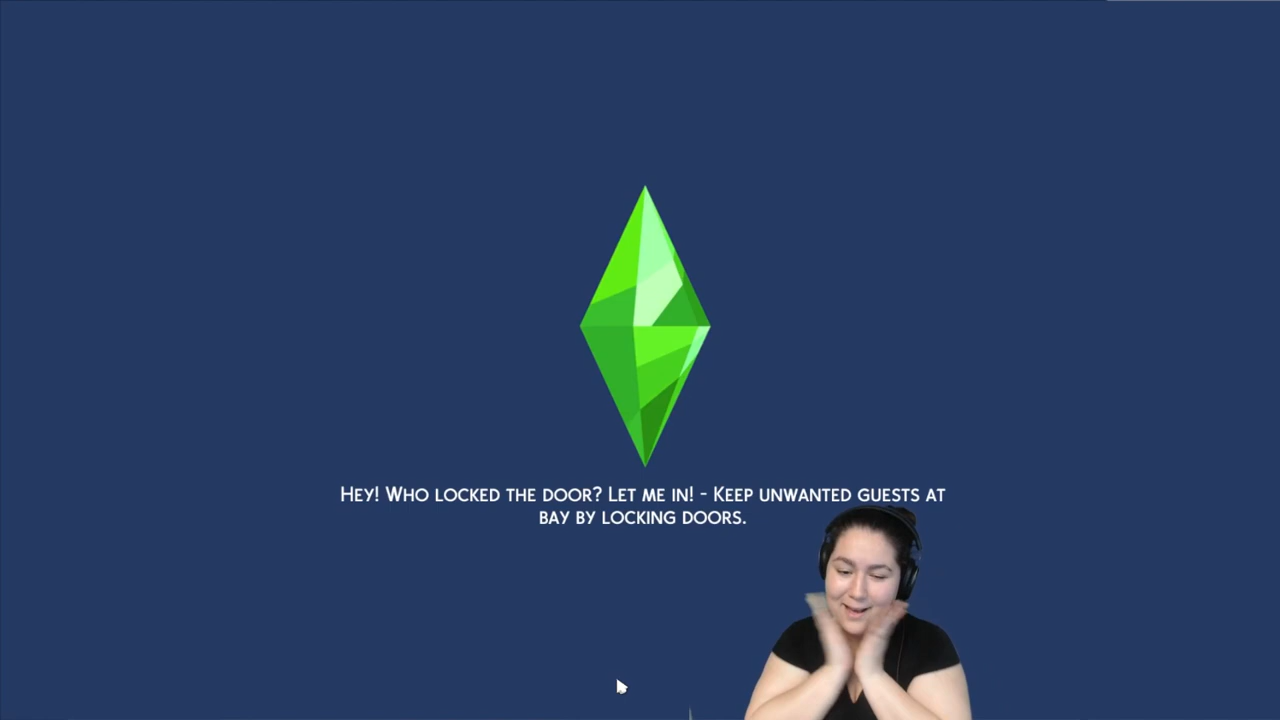 Hey! Who locked the door? Let me in! - Keep unwanted guests at
bay by locking doors.